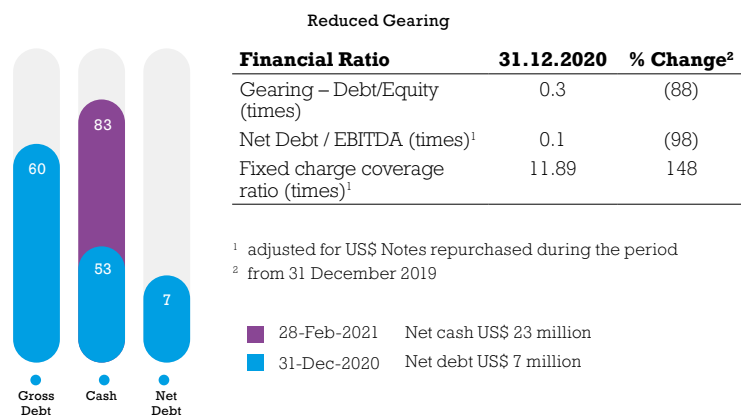 Reduced Gearing
Financial Ratio 31.12.2020 % Change²
Gearing – Debt/Equity 0.3 (88)
(times)
Net Debt / EBITDA (times)¹ 0.1 (98)
Fixed charge coverage 11.89 148
ratio (times)¹
83
60
53
7
¹ adjusted for US$ Notes repurchased during the period
² from 31 December 2019
28-Feb-2021 Net cash US$ 23 million
31-Dec-2020 Net debt US$ 7 million
Gross Debt
Cash
Net Debt